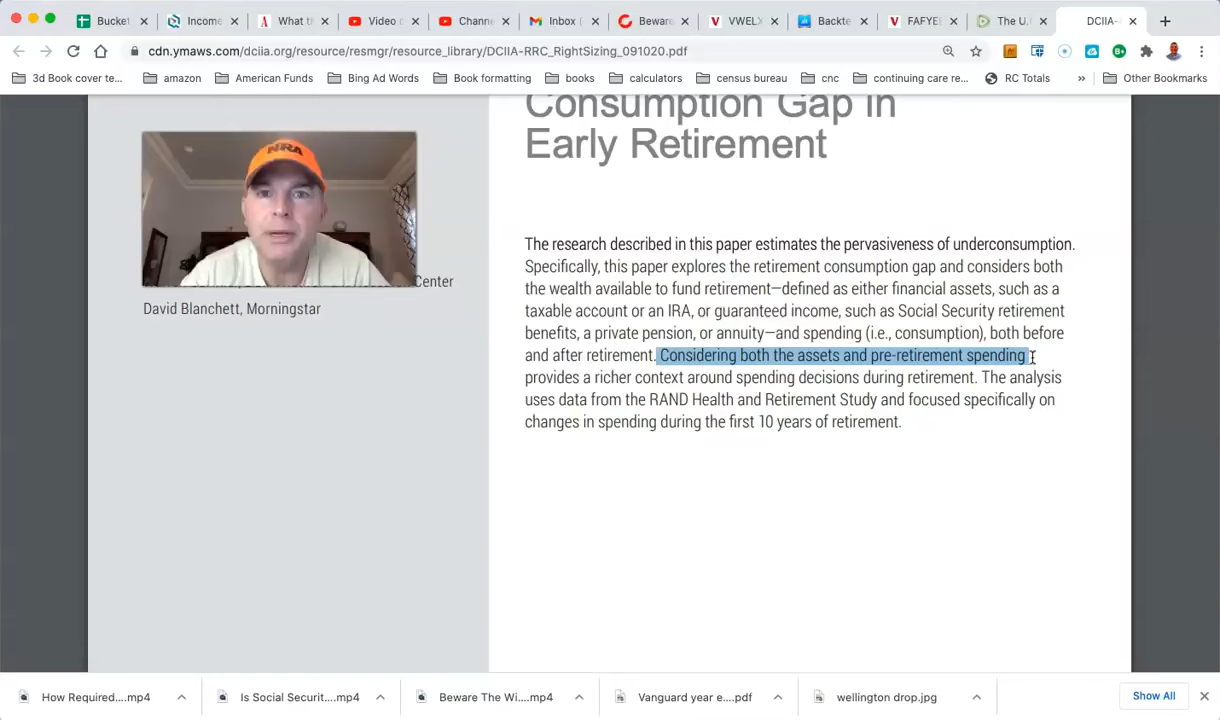 Bucket
Income
What th
Video c
Channe
Inbox (
Beware
VWELX
Backte
FAFYE
The U.
DCIIA-
cdn.ymaws.com/dciia.org/resource/resmgr/resource_library/DCIIA-RRC_RightSizing_091020.pdf
3d Book cover te...
amazon
American Funds
Bing Ad Words
Book formatting
books
calculators
census bureau
cnc
continuing care re...
RC Totals
»
Other Bookmarks
Consumption Gap in
Early Retirement
NRA
Center
David Blanchett, Morningstar
The research described in this paper estimates the pervasiveness of underconsumption.
Specifically, this paper explores the retirement consumption gap and considers both
the wealth available to fund retirement—defined as either financial assets, such as a
taxable account or an IRA, or guaranteed income, such as Social Security retirement
benefits, a private pension, or annuity—and spending (i.e., consumption), both before
and after retirement. Considering both the assets and pre-retirement spending
provides a richer context around spending decisions during retirement. The analysis
uses data from the RAND Health and Retirement Study and focused specifically on
changes in spending during the first 10 years of retirement.
How Required....mp4
Is Social Securit....mp4
Beware The Wi....mp4
Vanguard year e....pdf
wellington drop.jpg
Show All